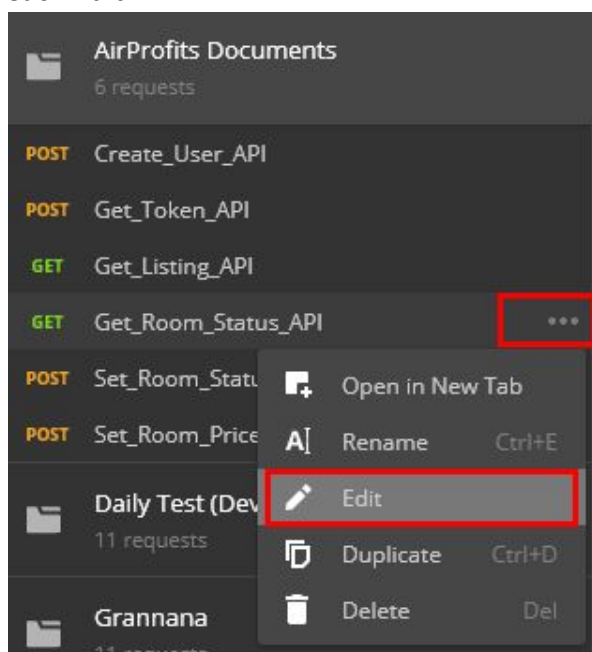 AirProfits Documents
6 requests
POST Create_User_API
POST Get_Token_API
GET Get_Listing_API
GET Get_Room_Status_API
POST Set_Room_Statu
POST Set_Room_Price
Open in New Tab
Rename Ctrl+E
Edit
Duplicate Ctrl+D
Delete Del
Daily Test (Dev
11 requests
Grannana